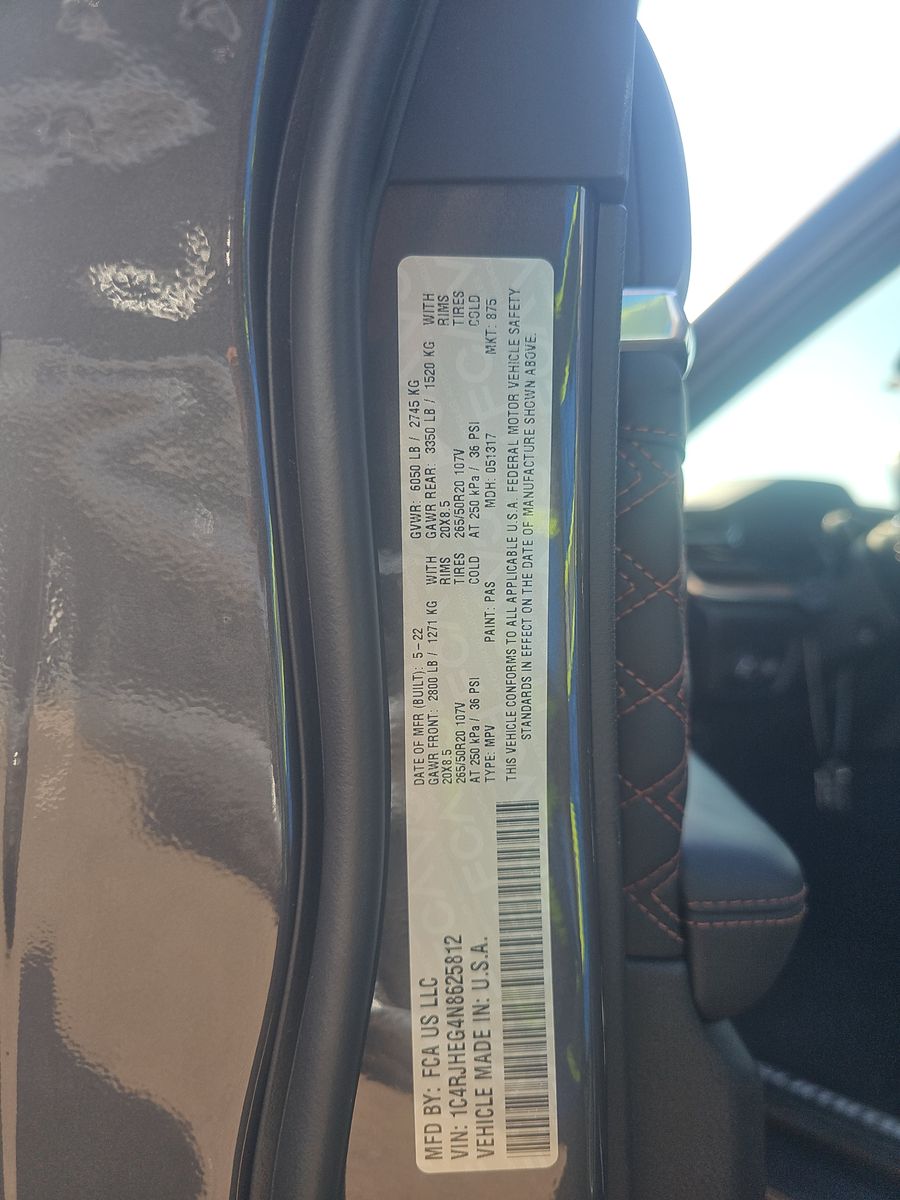 MFD BY: FCA US LLC
VIN: 1C4RJHEG4N8625812
VEHICLE MADE IN: U.S.A.
DATE OF MFR (BUILT): 5-22 GVWR: 6050 LB / 2745 KG
GAWR FRONT: 2800 LB / 1271 KG WITH GAWR REAR: 3350 LB / 1520 KG WITH
20X8.5 RIMS 20X8.5 RIMS
265/50R20 107V TIRES 265/50R20 107V TIRES
AT 250 kPa / 36 PSI COLD AT 250 kPa / 36 PSI COLD
TYPE: MPV PAINT: PAS MDH: 051317 MKT: 875
THIS VEHICLE CONFORMS TO ALL APPLICABLE U.S.A. FEDERAL MOTOR VEHICLE SAFETY
STANDARDS IN EFFECT ON THE DATE OF MANUFACTURE SHOWN ABOVE.